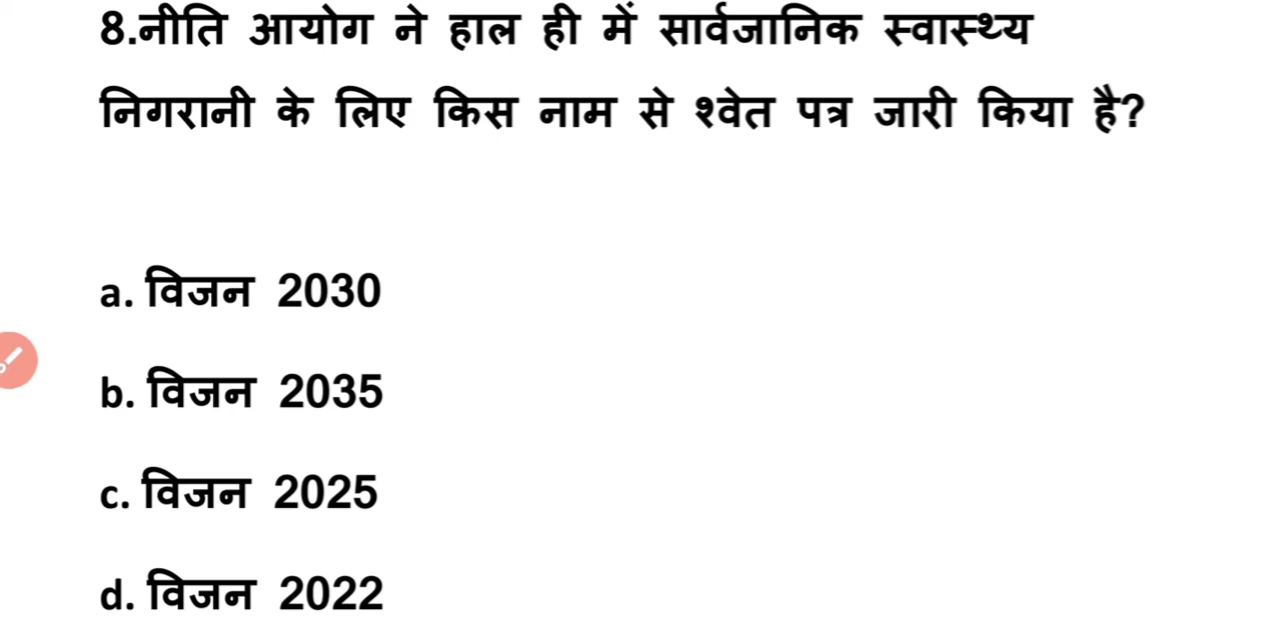 8.नीति आयोग ने हाल ही में सार्वजानिक स्वास्थ्य
निगरानी के लिए किस नाम से श्वेत पत्र जारी किया है?
a. विजन 2030
b. विजन 2035
c. विजन 2025
d. विजन 2022